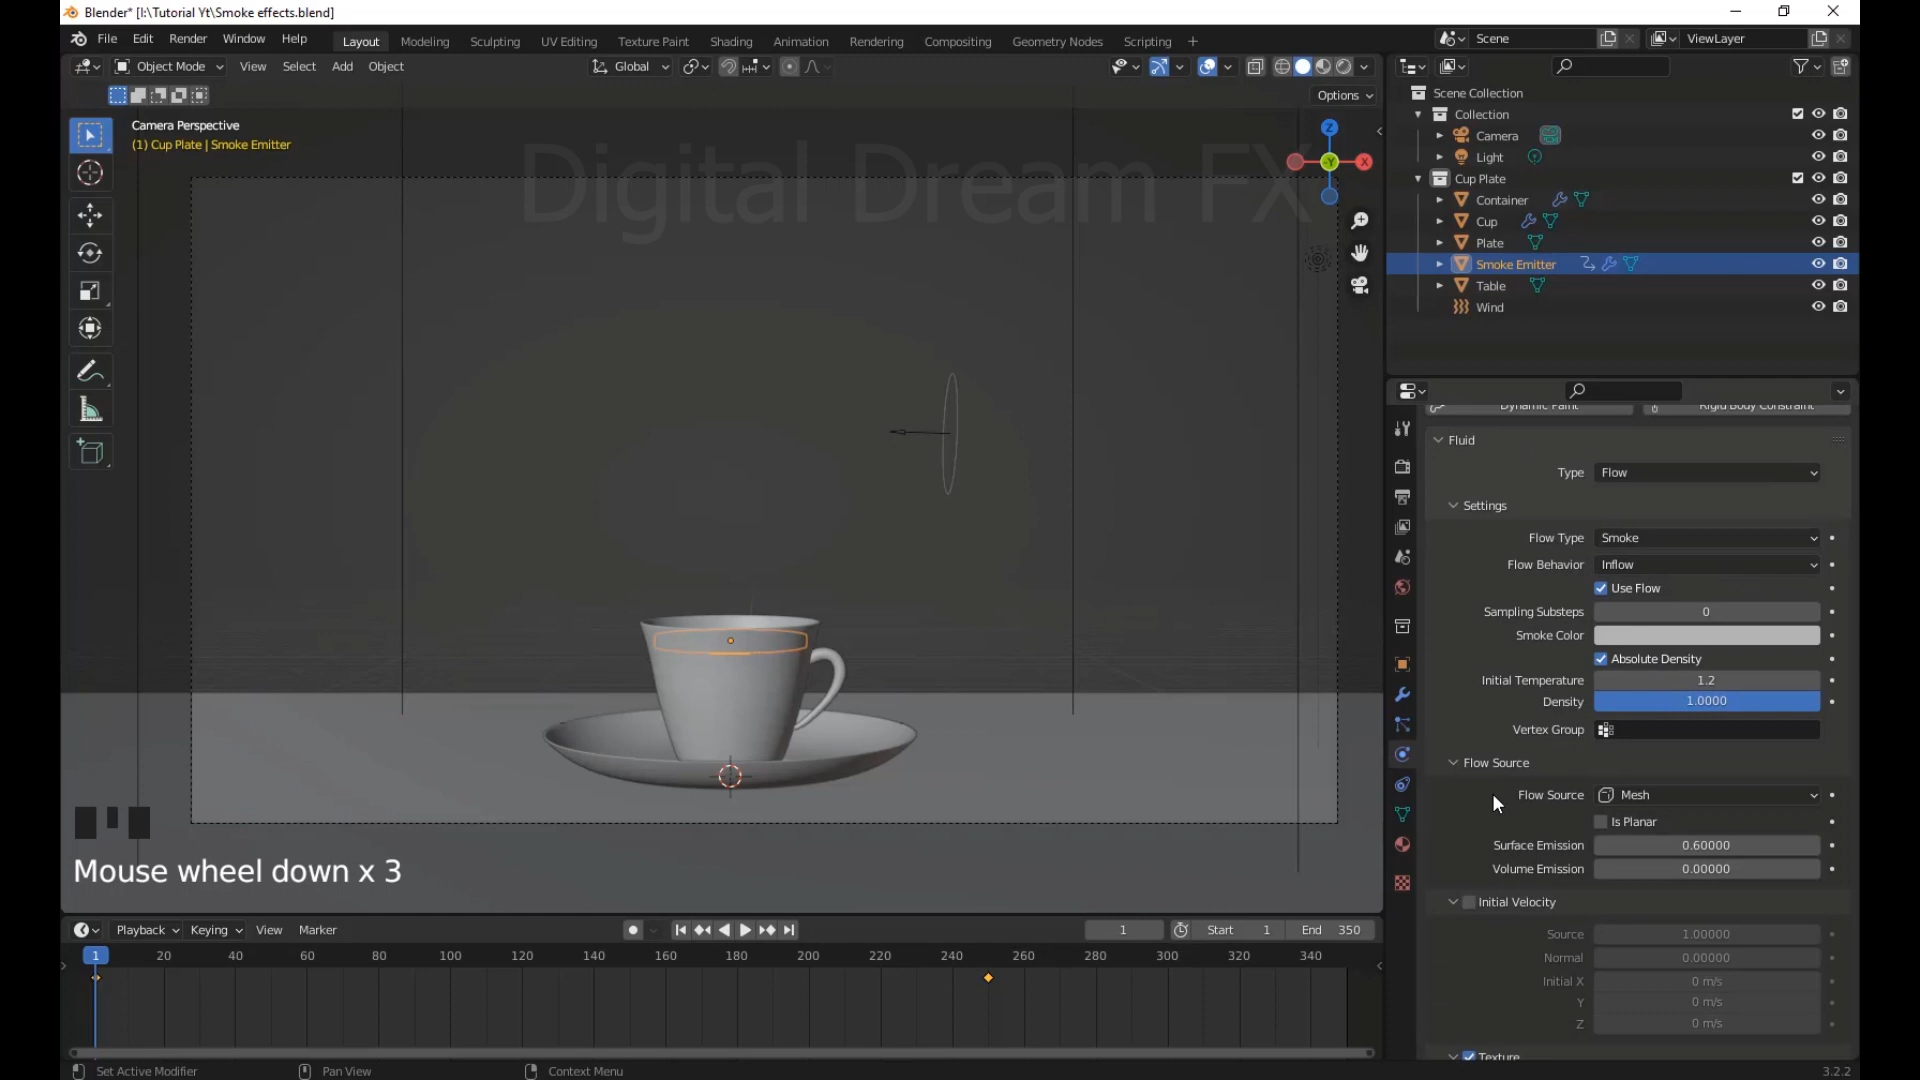 Blender* [I:\Tutorial Yt\Smoke effects.blend]
File Edit Render Window Help Layout Modeling Sculpting UV Editing Texture Paint Shading Animation Rendering Compositing Geometry Nodes Scripting + Scene ViewLayer
Object Mode View Select Add Object Global
Options
Camera Perspective
(1) Cup Plate | Smoke Emitter
Digital Dream FX
Z
-Y
X
Scene Collection
Collection
Camera
Light
Cup Plate
Container
Cup
Plate
Smoke Emitter
Table
Wind
Dynamic Paint Rigid Body Constraint
Fluid
Type Flow
Settings
Flow Type Smoke
Flow Behavior Inflow
Use Flow
Sampling Substeps 0
Smoke Color
Absolute Density
Initial Temperature 1.2
Density 1.0000
Vertex Group
Flow Source
Flow Source Mesh
Is Planar
Surface Emission 0.60000
Volume Emission 0.00000
Initial Velocity
Source 1.00000
Normal 0.00000
Initial X 0 m/s
Y 0 m/s
Z 0 m/s
Texture
Mouse wheel down x 3
Playback Keying View Marker 1 Start 1 End 350
1 20 40 60 80 100 120 140 160 180 200 220 240 260 280 300 320 340
Set Active Modifier Pan View Context Menu 3.2.2